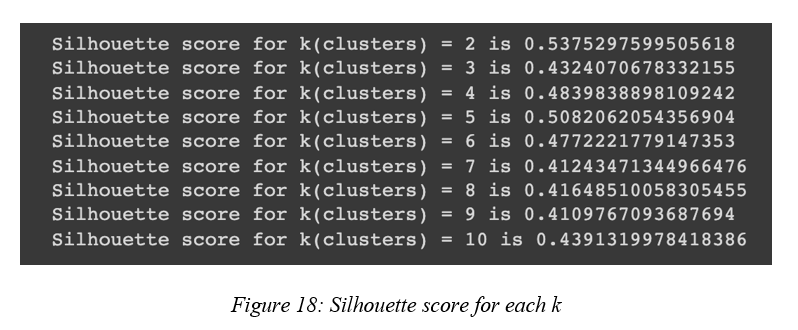 Silhouette score for k(clusters) = 2 is 0.5375297599505618
Silhouette score for k(clusters) = 3 is 0.4324070678332155
Silhouette score for k(clusters) = 4 is 0.4839838898109242
Silhouette score for k(clusters) = 5 is 0.5082062054356904
Silhouette score for k(clusters) = 6 is 0.4772221779147353
Silhouette score for k(clusters) = 7 is 0.41243471344966476
Silhouette score for k(clusters) = 8 is 0.41648510058305455
Silhouette score for k(clusters) = 9 is 0.4109767093687694
Silhouette score for k(clusters) = 10 is 0.4391319978418386
Figure 18: Silhouette score for each k